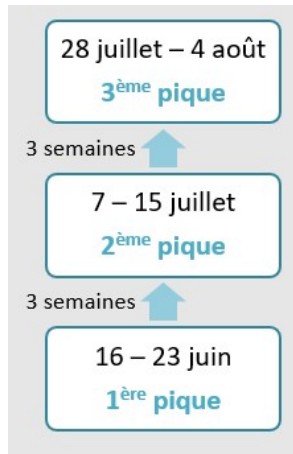 28 juillet – 4 août
3ème pique
3 semaines
7 – 15 juillet
2ème pique
3 semaines
16 – 23 juin
1ère pique